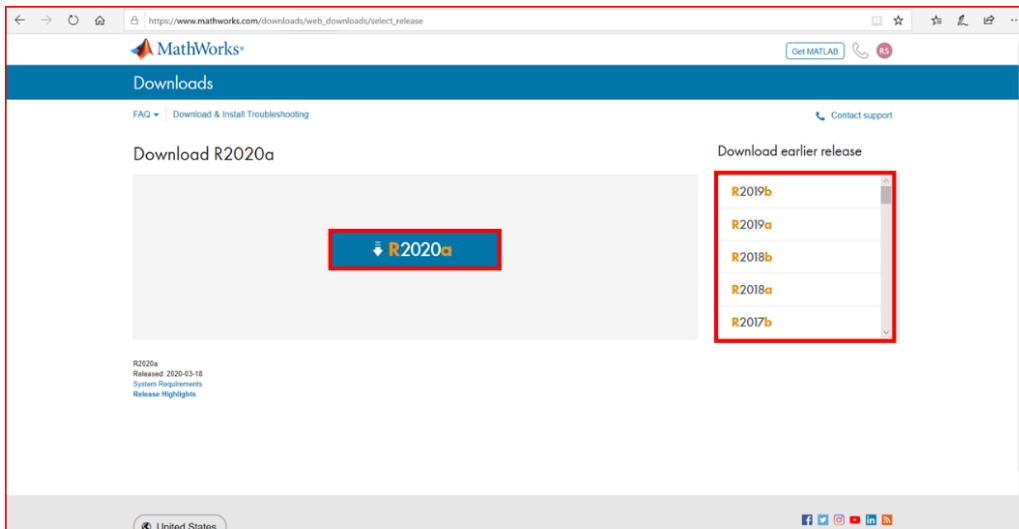 https://www.mathworks.com/downloads/web_downloads/select_release
MathWorks®
Get MATLAB
RS
Downloads
FAQ
Download & Install Troubleshooting
Contact support
Download R2020a
R2020a
Download earlier release
R2019b
R2019a
R2018b
R2018a
R2017b
R2020a
Released: 2020-03-18
System Requirements
Release Highlights
United States